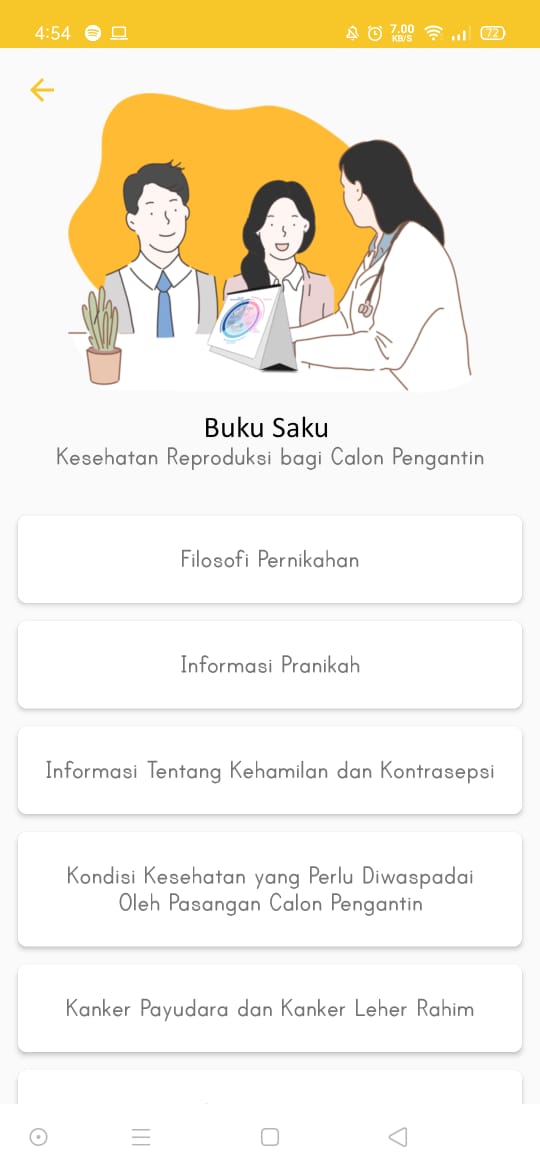 4:54
7.00
KB/S
72
Buku Saku
Kesehatan Reproduksi bagi Calon Pengantin
Filosofi Pernikahan
Informasi Pranikah
Informasi Tentang Kehamilan dan Kontrasepsi
Kondisi Kesehatan yang Perlu Diwaspadai
Oleh Pasangan Calon Pengantin
Kanker Payudara dan Kanker Leher Rahim